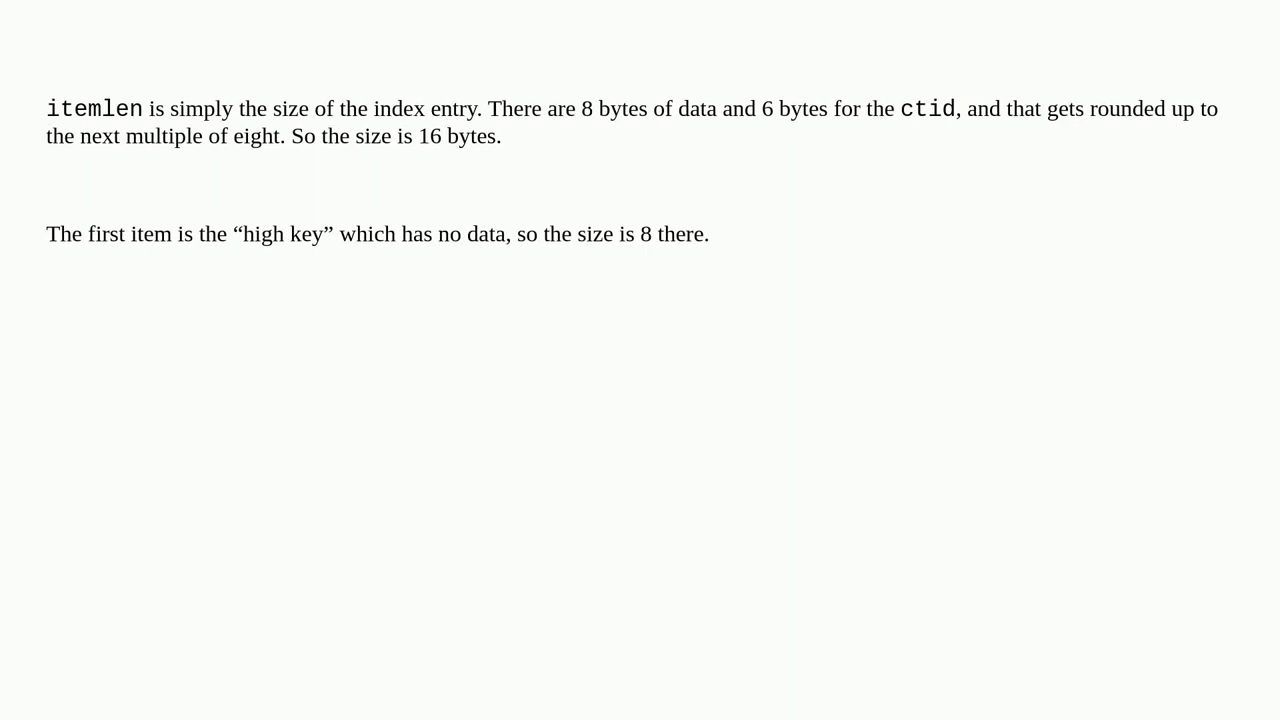 itemlen is simply the size of the index entry. There are 8 bytes of data and 6 bytes for the ctid, and that gets rounded up to
the next multiple of eight. So the size is 16 bytes.
The first item is the “high key” which has no data, so the size is 8 there.